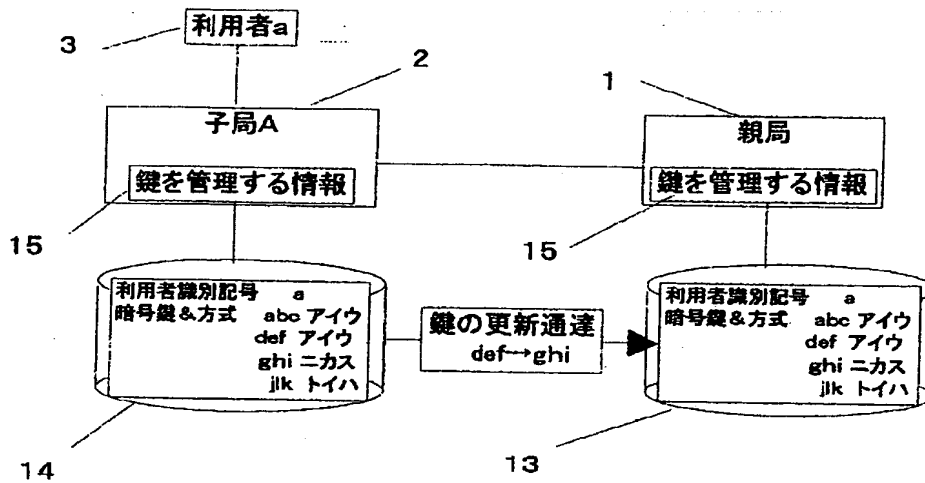 3
利用者a
2
1
子局A
親局
鍵を管理する情報
鍵を管理する情報
15
15
利用者識別記号 a
暗号鍵&方式 abc アイウ
def アイウ
ghi ニカス
jlk トイハ
鍵の更新通達
def→ghi
利用者識別記号 a
暗号鍵&方式 abc アイウ
def アイウ
ghi ニカス
jlk トイハ
14
13